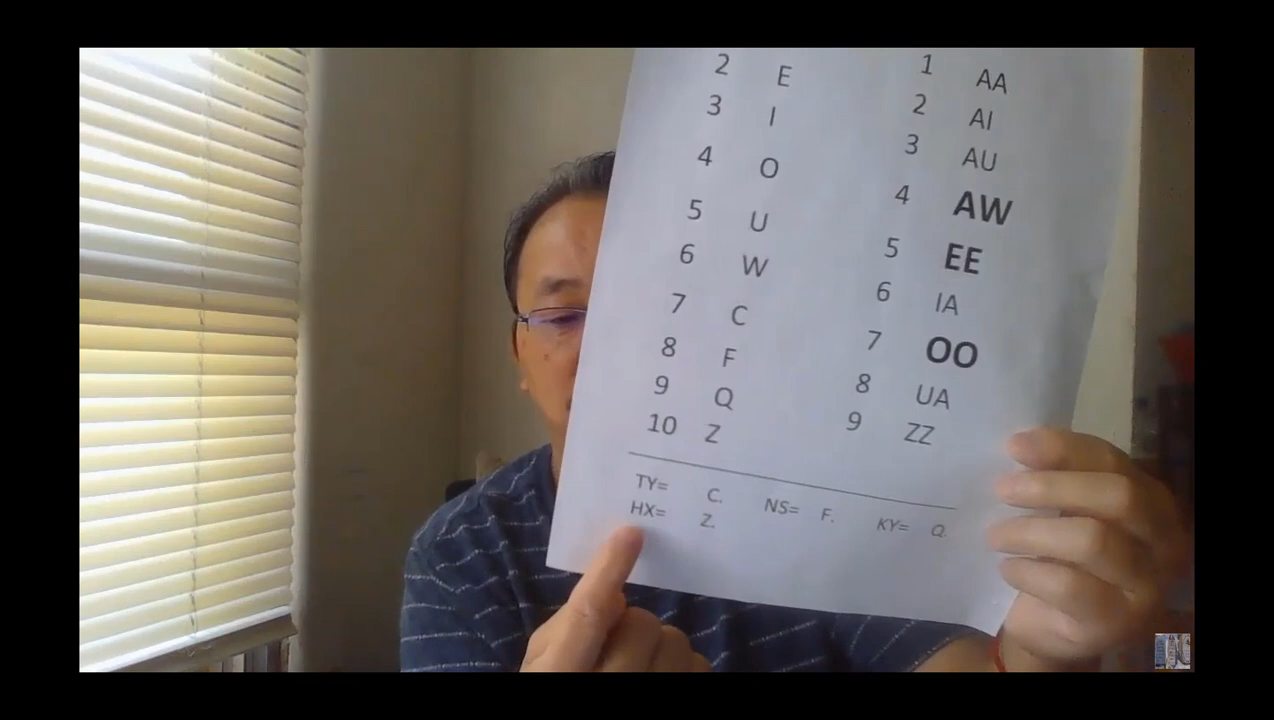 2 E 1 AA
3 I 2 AI
4 O 3 AU
5 U 4 AW
6 W 5 EE
7 C 6 IA
8 F 7 OO
9 Q 8 UA
10 Z 9 ZZ
TY= C. NS= F. KY= Q.
HX= Z.